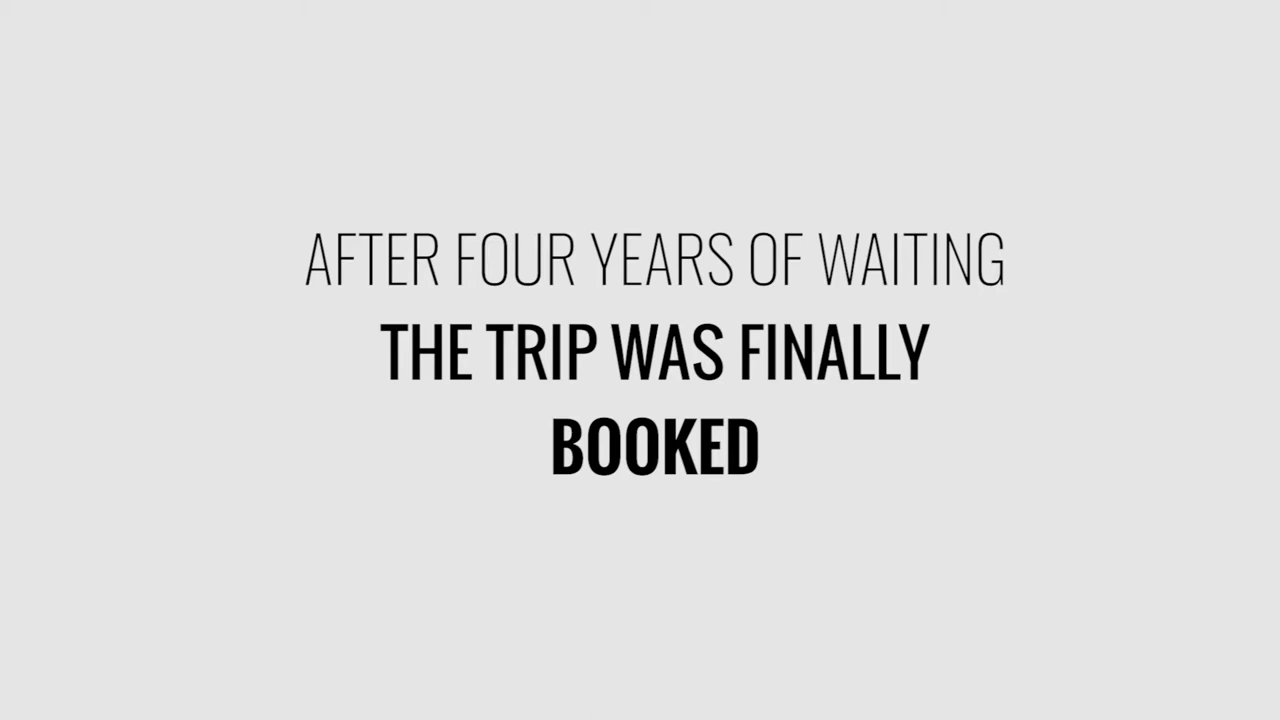 AFTER FOUR YEARS OF WAITING
THE TRIP WAS FINALLY
BOOKED